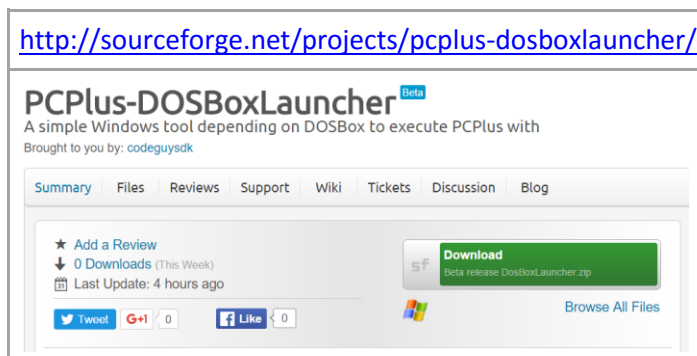 http://sourceforge.net/projects/pcplus-dosboxlauncher/
PCPlus-DOSBoxLauncher Beta
A simple Windows tool depending on DOSBox to execute PCPlus with
Brought to you by: codeguysdk
Summary Files Reviews Support Wiki Tickets Discussion Blog
Add a Review
0 Downloads (This Week)
Last Update: 4 hours ago
sf Download
Beta release DosBoxLauncher.zip
Browse All Files
Tweet G+1 0 f Like 0